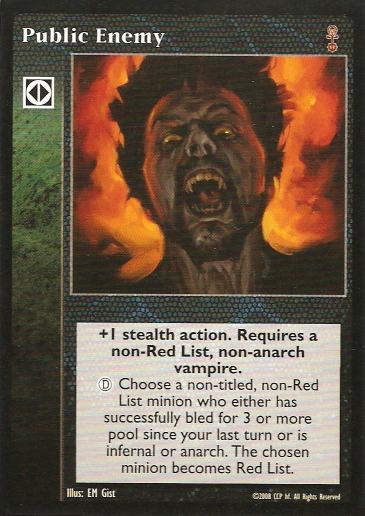 Public Enemy
+1 stealth action. Requires a
non-Red List, non-anarch
vampire.
Ⓓ Choose a non-titled, non-Red
List minion who either has
successfully bled for 3 or more
pool since your last turn or is
infernal or anarch. The chosen
minion becomes Red List.
Illus: EM Gist
©2008 CCP hf. All Rights Reserved